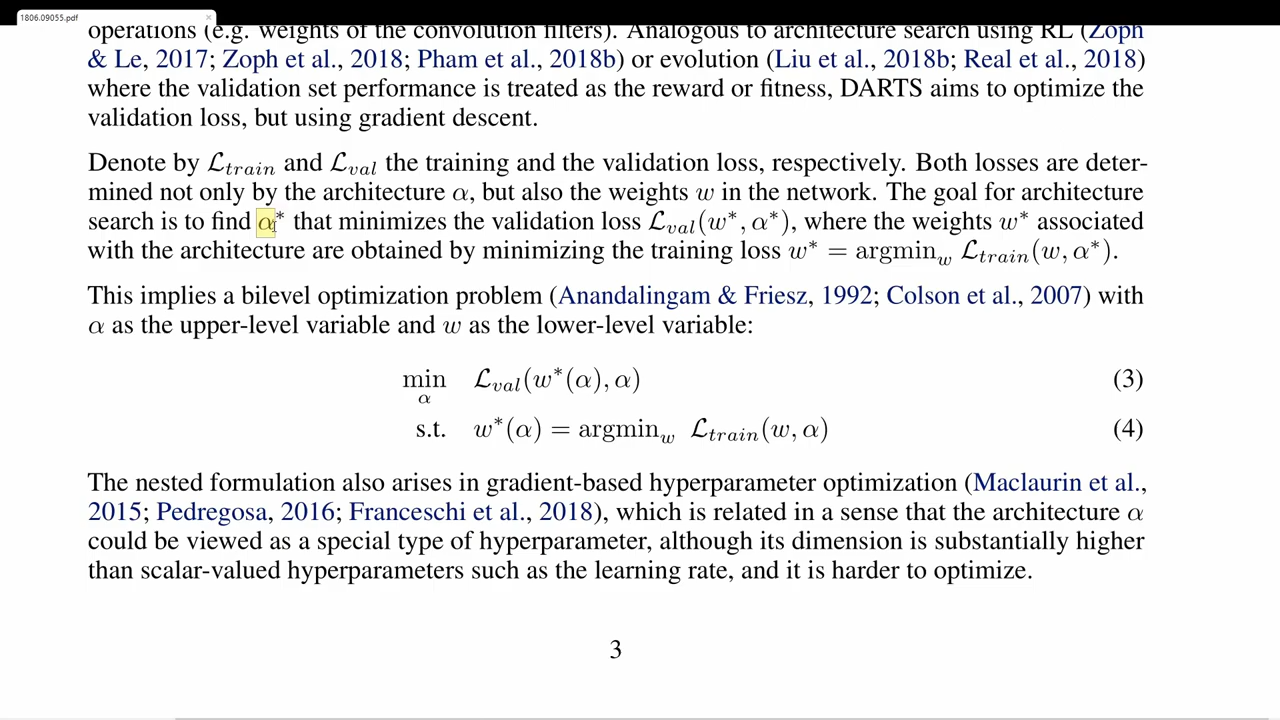 1806.09055.pdf ×
operations (e.g. weights of the convolution filters). Analogous to architecture search using RL (Zoph
& Le, 2017; Zoph et al., 2018; Pham et al., 2018b) or evolution (Liu et al., 2018b; Real et al., 2018)
where the validation set performance is treated as the reward or fitness, DARTS aims to optimize the
validation loss, but using gradient descent.
Denote by ℒ_train and ℒ_val the training and the validation loss, respectively. Both losses are deter-
mined not only by the architecture α, but also the weights w in the network. The goal for architecture
search is to find α* that minimizes the validation loss ℒ_val(w*, α*), where the weights w* associated
with the architecture are obtained by minimizing the training loss w* = argmin_w ℒ_train(w, α*).
This implies a bilevel optimization problem (Anandalingam & Friesz, 1992; Colson et al., 2007) with
α as the upper-level variable and w as the lower-level variable:
min_α ℒ_val(w*(α), α) (3)
s.t. w*(α) = argmin_w ℒ_train(w, α) (4)
The nested formulation also arises in gradient-based hyperparameter optimization (Maclaurin et al.,
2015; Pedregosa, 2016; Franceschi et al., 2018), which is related in a sense that the architecture α
could be viewed as a special type of hyperparameter, although its dimension is substantially higher
than scalar-valued hyperparameters such as the learning rate, and it is harder to optimize.
3